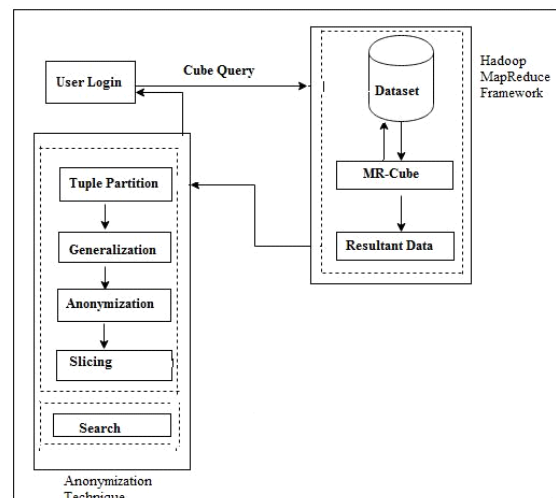 User Login
Cube Query
Dataset
MR-Cube
Resultant Data
Hadoop
MapReduce
Framework
Tuple Partition
Generalization
Anonymization
Slicing
Search
Anonymization
Technique